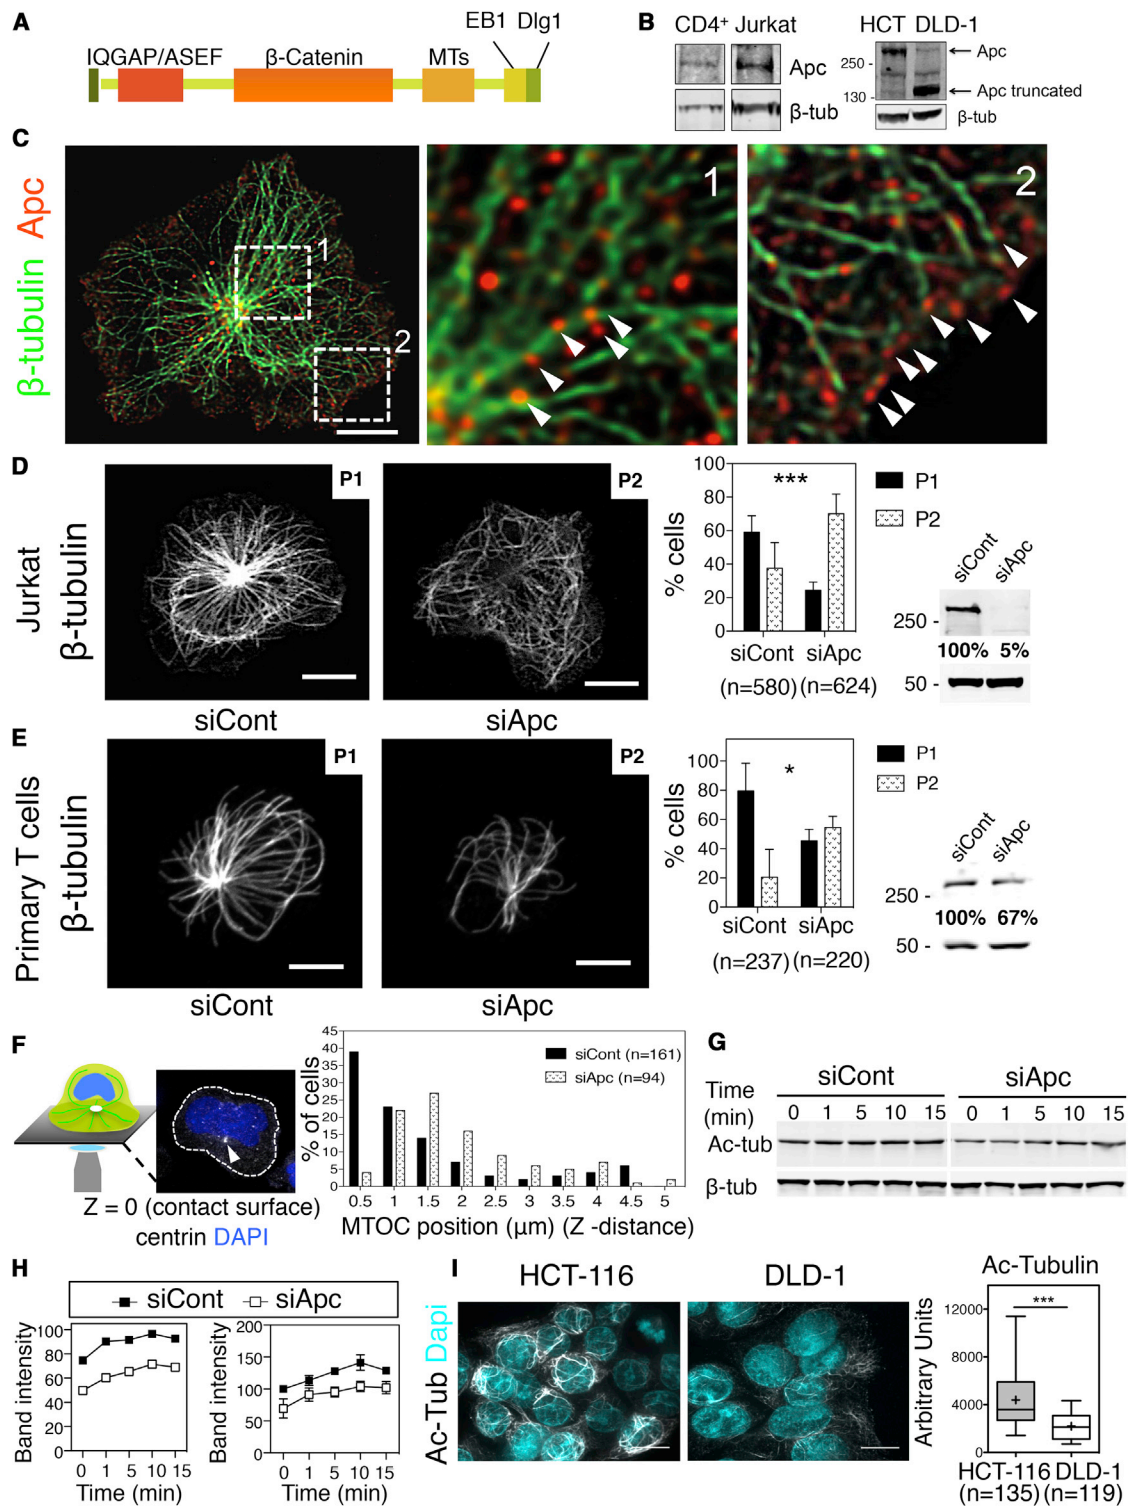 A
IQGAP/ASEF
β-Catenin
MTs
EB1
Dlg1
B
CD4+ Jurkat
Apc
β-tub
HCT DLD-1
250 -
130 -
Apc
Apc truncated
β-tub
C
β-tubulin Apc
1
2
1
2
D
Jurkat
β-tubulin
P1
P2
siCont
siApc
% cells
100
80
60
40
20
0
***
siCont siApc
(n=580) (n=624)
P1
P2
siCont
siApc
250 -
100% 5%
50 -
E
Primary T cells
β-tubulin
P1
P2
siCont
siApc
% cells
100
80
60
40
20
0
*
siCont siApc
(n=237) (n=220)
P1
P2
siCont
siApc
250 -
100% 67%
50 -
F
Z = 0 (contact surface)
centrin DAPI
% of cells
45
40
35
30
25
20
15
10
5
0
siCont (n=161)
siApc (n=94)
0.5 1 1.5 2 2.5 3 3.5 4 4.5 5
MTOC position (μm) (Z -distance)
G
siCont siApc
Time
(min)
0 1 5 10 15 0 1 5 10 15
Ac-tub
β-tub
H
siCont siApc
Band intensity
100
80
60
40
20
0
0 1 5 10 15
Time (min)
Band intensity
200
150
100
50
0
0 1 5 10 15
Time (min)
I
HCT-116 DLD-1
Ac-Tub Dapi
Ac-Tubulin
Arbitrary Units
12000
8000
4000
0
***
HCT-116 DLD-1
(n=135) (n=119)